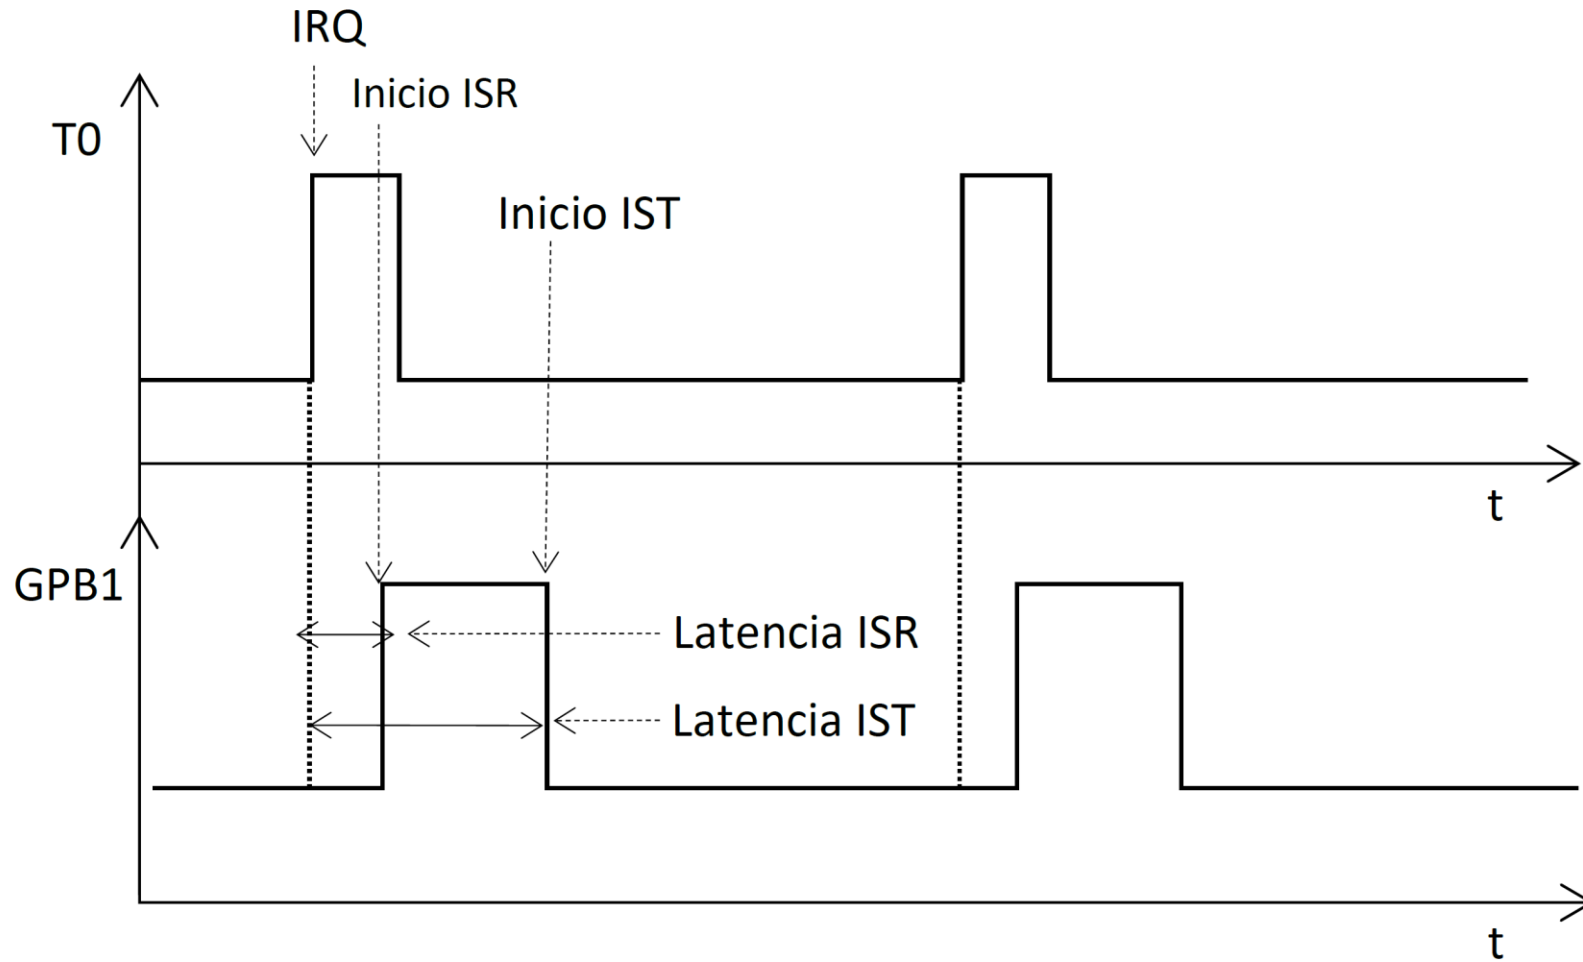 IRQ
Inicio ISR
T0
Inicio IST
t
GPB1
Latencia ISR
Latencia IST
t